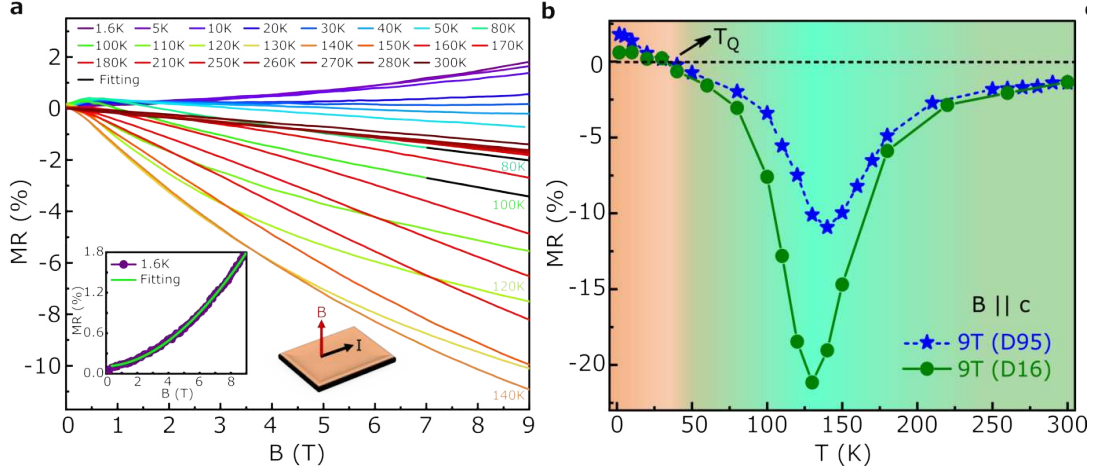 a
1.6K 5K 10K 20K 30K 40K 50K 80K
100K 110K 120K 130K 140K 150K 160K 170K
180K 210K 250K 260K 270K 280K 300K
Fitting
2
0
-2
-4
-6
-8
-10
MR (%)
80K
100K
120K
140K
1.8
1.2
0.6
0.0
MR (%)
1.6K
Fitting
0 2 4 6 8
B (T)
B
I
0 1 2 3 4 5 6 7 8 9
B (T)
b
T_Q
0
-5
-10
-15
-20
MR (%)
B || c
9T (D95)
9T (D16)
0 50 100 150 200 250 300
T (K)